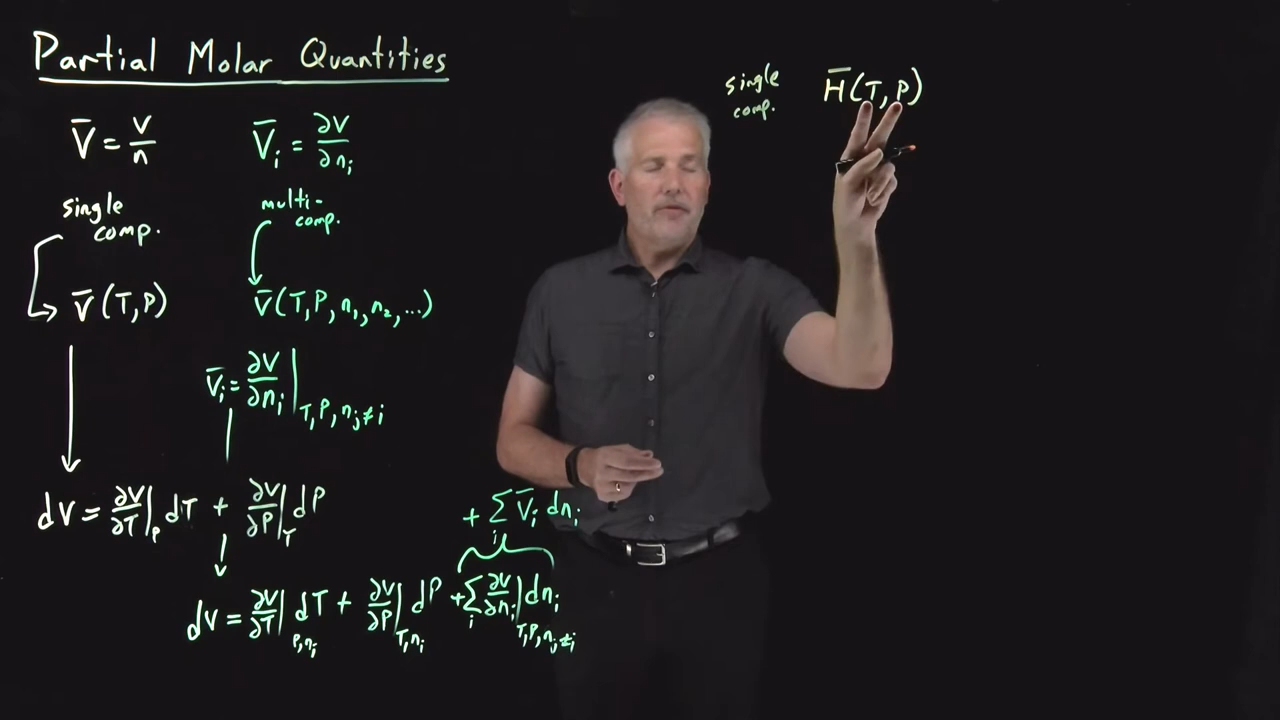 Partial Molar Quantities
V̄ = V/n
V̄ᵢ = ∂V/∂nᵢ
single comp.
multi-comp.
V̄(T,P)
V̄(T,P,n₁,n₂,...)
V̄ᵢ = ∂V/∂nᵢ|T,P,nⱼ≠i
dV = ∂V/∂T|P dT + ∂V/∂P|T dP
+ Σᵢ V̄ᵢ dnᵢ
dV = ∂V/∂T|P,nᵢ dT + ∂V/∂P|T,nᵢ dP + Σᵢ ∂V/∂nᵢ|T,P,nⱼ≠i dnᵢ
single comp.
H̄(T,P)